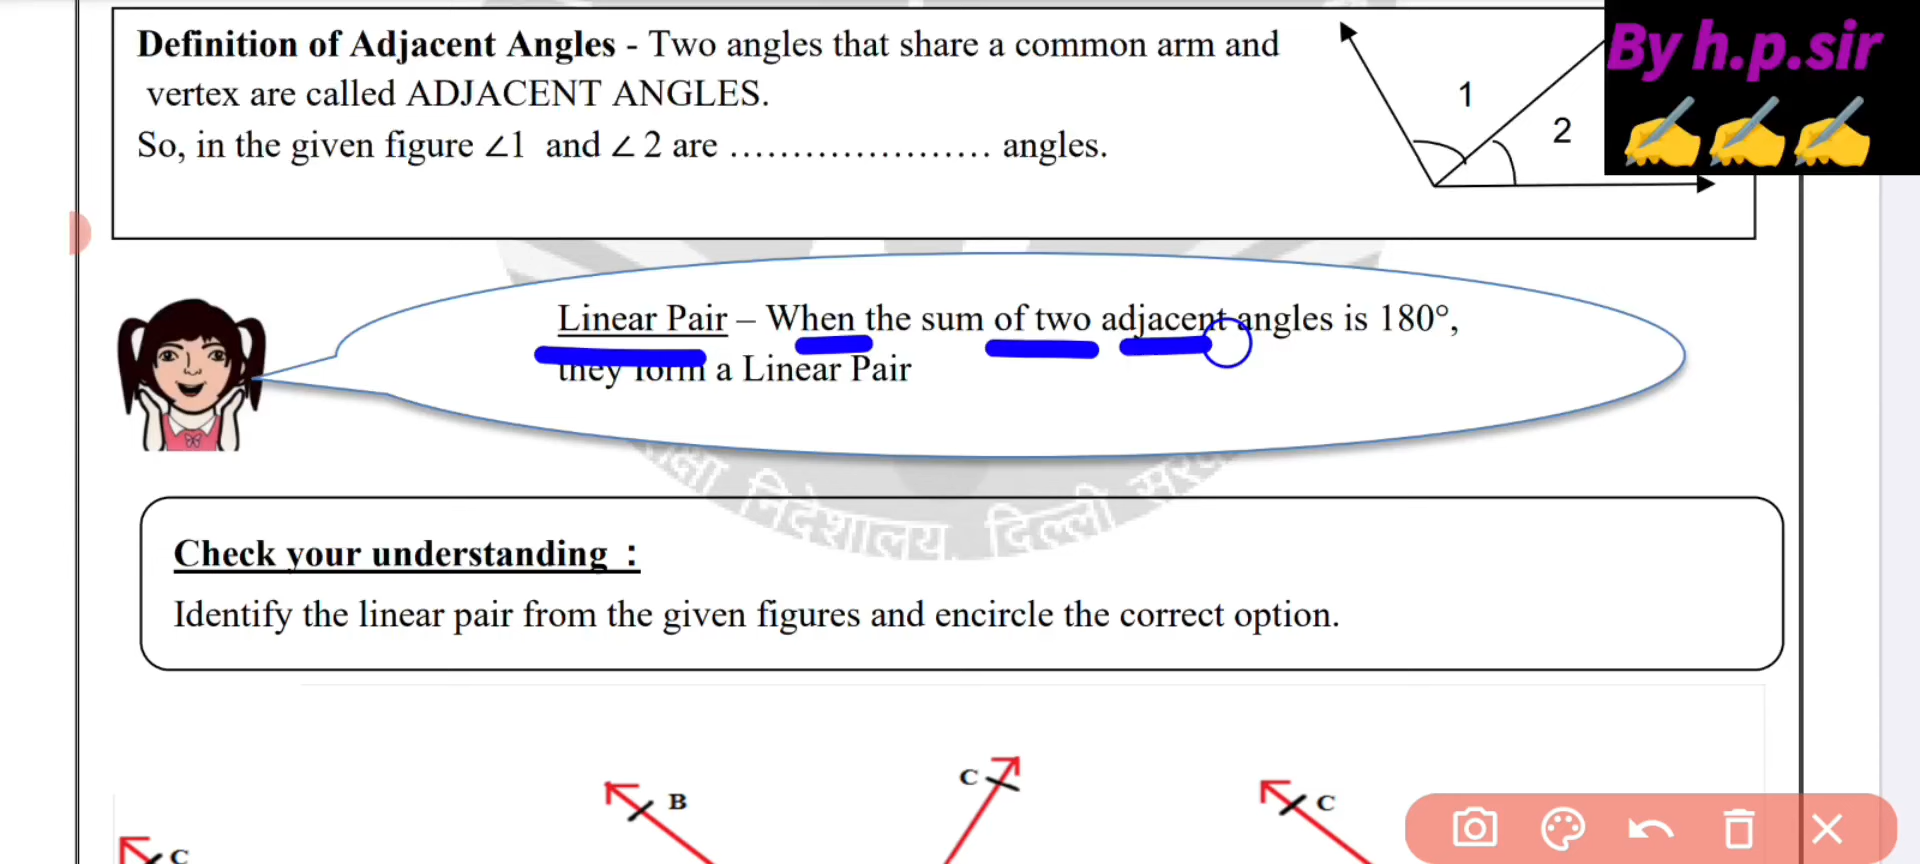 Definition of Adjacent Angles - Two angles that share a common arm and
vertex are called ADJACENT ANGLES.
So, in the given figure ∠1 and ∠ 2 are ..................... angles.
1
2
By h.p.sir
Linear Pair – When the sum of two adjacent angles is 180°,
they form a Linear Pair
निदेशालय दिल्ली
Check your understanding :
Identify the linear pair from the given figures and encircle the correct option.
C
B
C
C